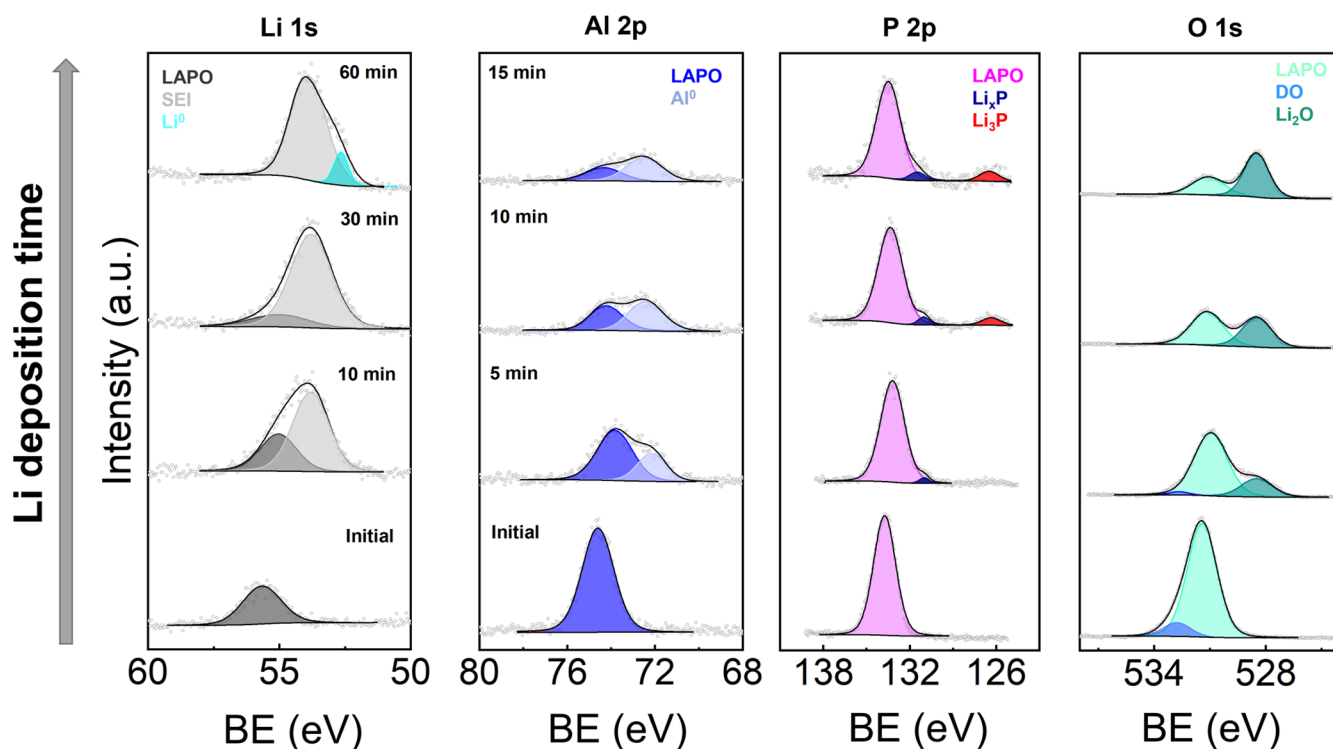 Li 1s
Al 2p
P 2p
O 1s
Li deposition time
Intensity (a.u.)
LAPO
SEI
Li⁰
60 min
30 min
10 min
Initial
15 min
LAPO
Al⁰
10 min
5 min
Initial
LAPO
LiₓP
Li₃P
LAPO
DO
Li₂O
60
55
50
80
76
72
68
138
132
126
534
528
BE (eV)
BE (eV)
BE (eV)
BE (eV)